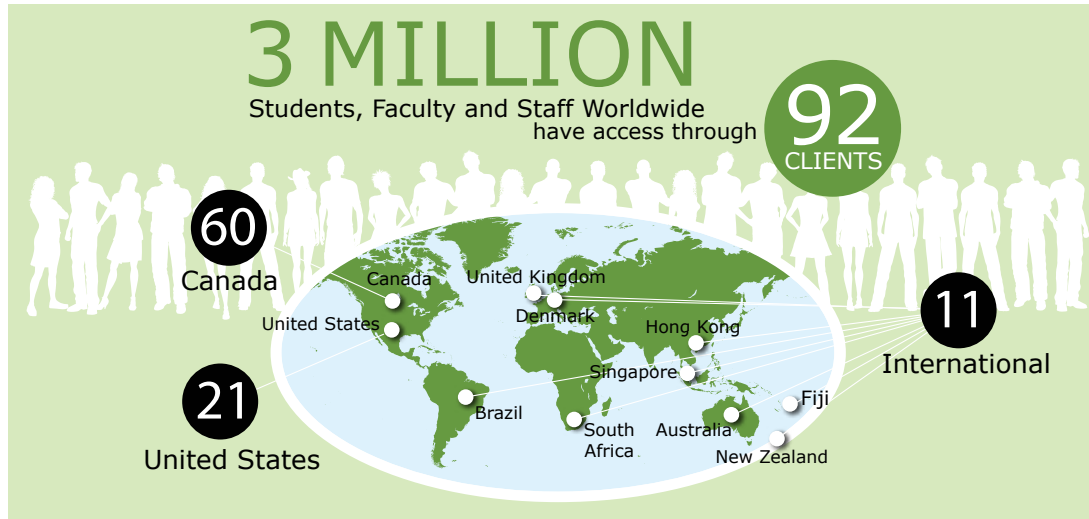 3 MILLION
Students, Faculty and Staff Worldwide
have access through
92
CLIENTS
60
Canada
21
United States
11
International
Canada
United Kingdom
Denmark
United States
Hong Kong
Singapore
Brazil
South
Africa
Australia
Fiji
New Zealand